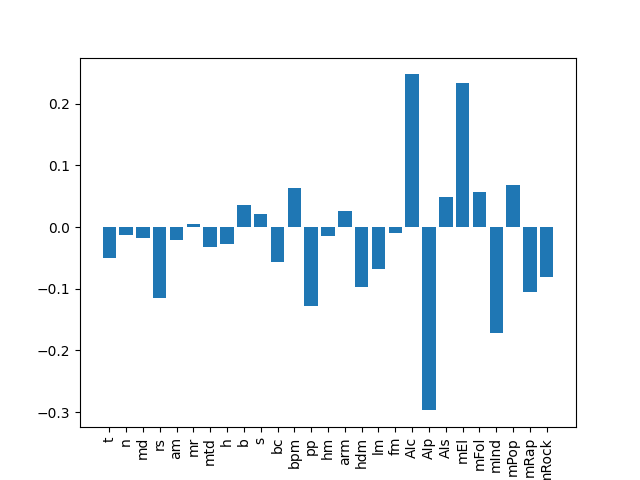 0.2
0.1
0.0
−0.1
−0.2
−0.3
t
n
md
rs
am
mr
mtd
h
b
s
bc
bpm
pp
hm
arm
hdm
lm
fm
Alc
Alp
Als
mEl
mFol
mInd
mPop
mRap
mRock